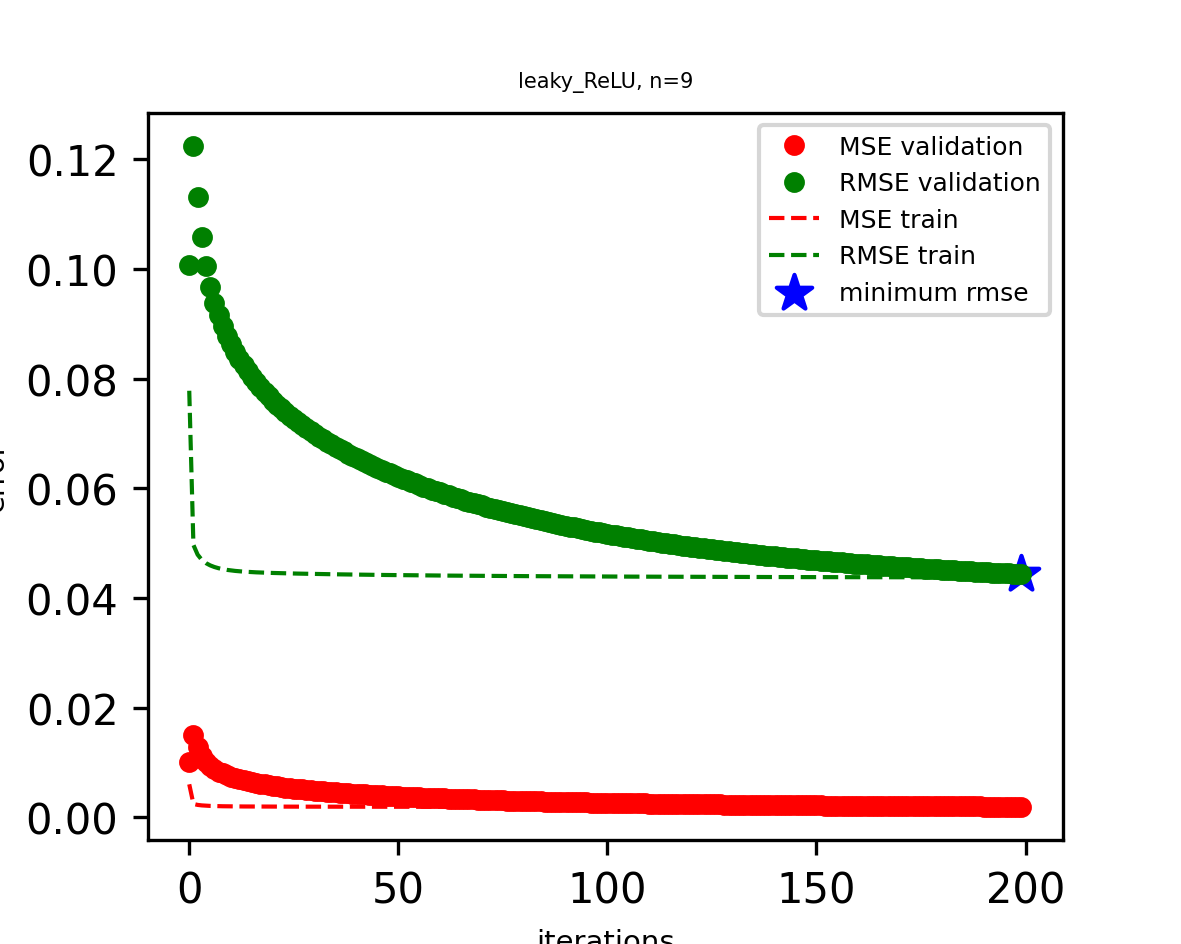 leaky_ReLU, n=9
MSE validation
RMSE validation
MSE train
RMSE train
minimum rmse
0.12
0.10
0.08
0.06
0.04
0.02
0.00
0 50 100 150 200
iterations